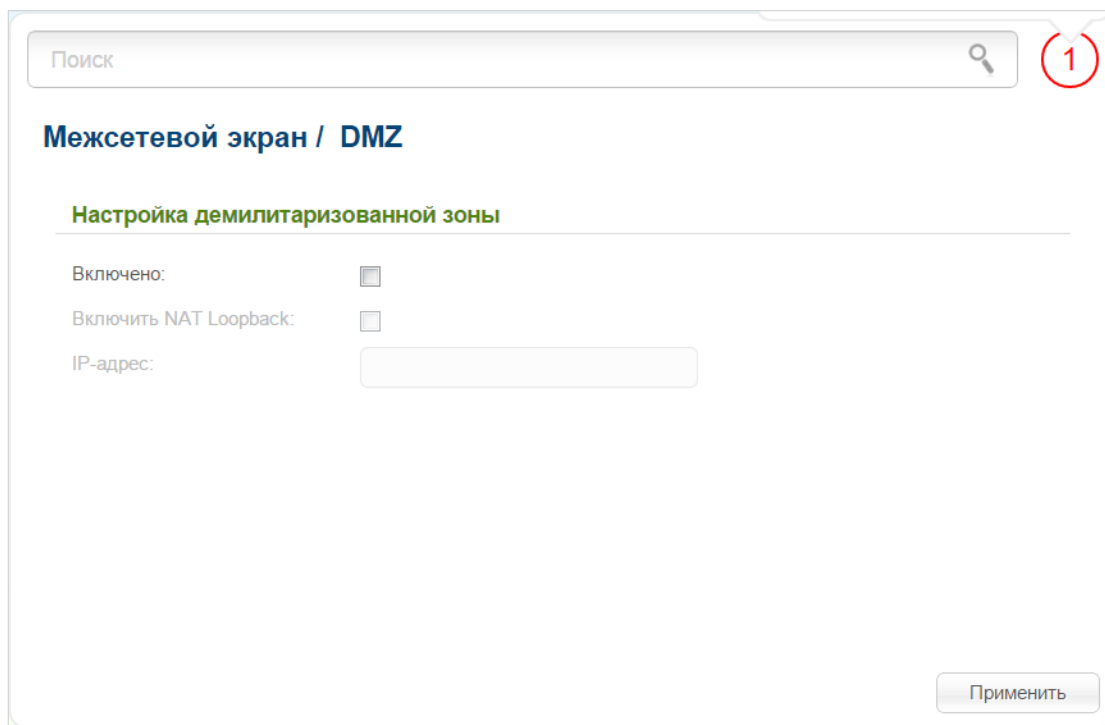 Поиск
1
Межсетевой экран / DMZ
Настройка демилитаризованной зоны
Включено:
Включить NAT Loopback:
IP-адрес:
Применить